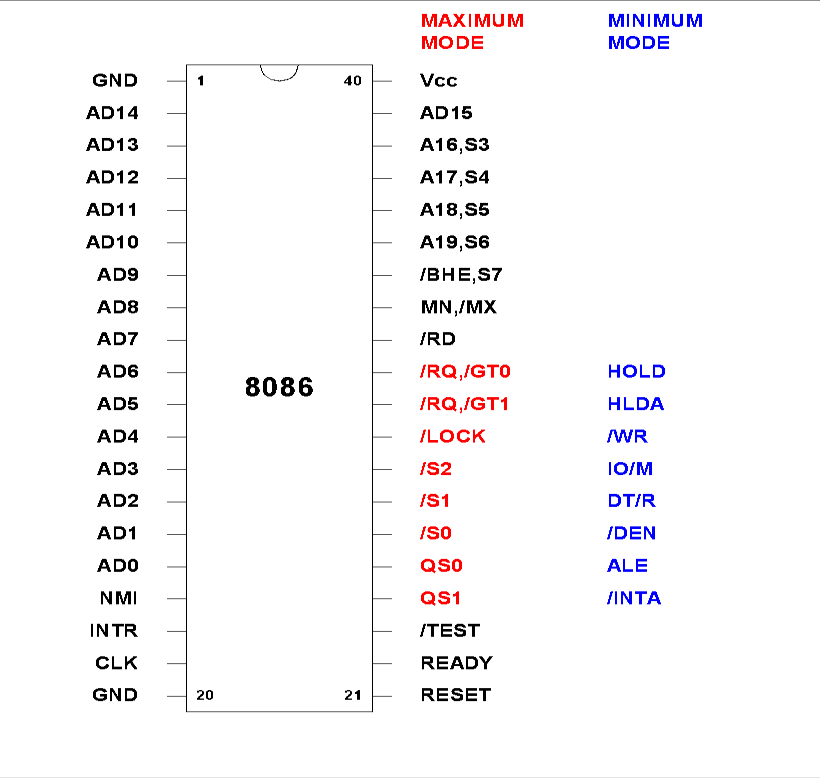 MAXIMUM MINIMUM
MODE MODE
GND 1 40 Vcc
AD14 AD15
AD13 A16,S3
AD12 A17,S4
AD11 A18,S5
AD10 A19,S6
AD9 /BHE,S7
AD8 MN,/MX
AD7 /RD
AD6 /RQ,/GT0 HOLD
8086
AD5 /RQ,/GT1 HLDA
AD4 /LOCK /WR
AD3 /S2 IO/M
AD2 /S1 DT/R
AD1 /S0 /DEN
AD0 QS0 ALE
NMI QS1 /INTA
INTR /TEST
CLK READY
GND 20 21 RESET